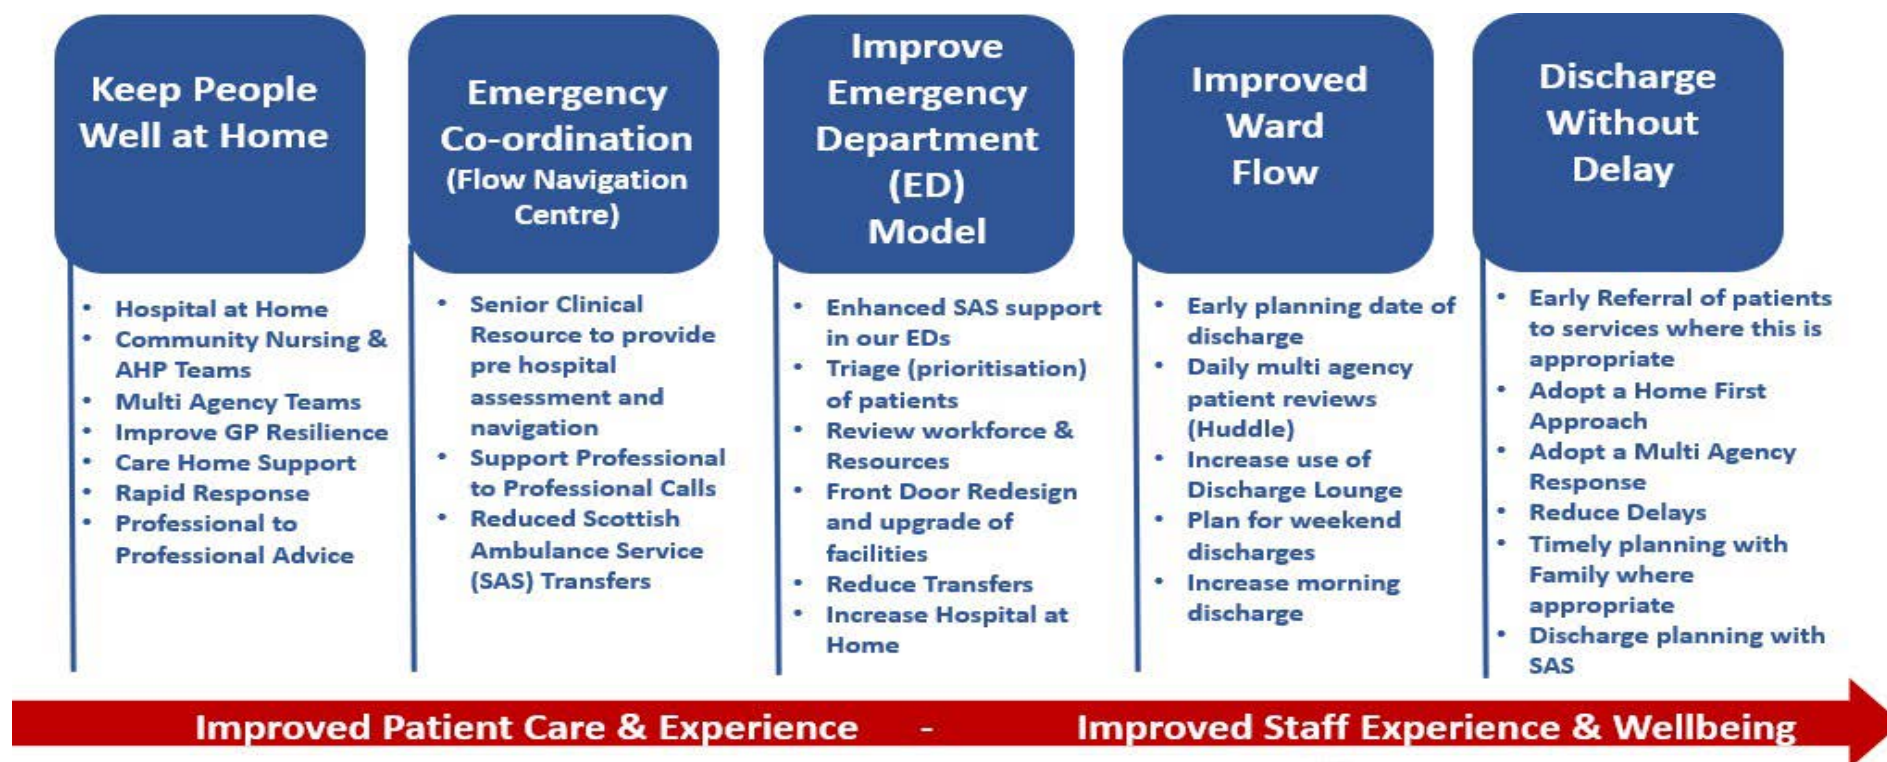 Keep People
Well at Home
• Hospital at Home
• Community Nursing &
AHP Teams
• Multi Agency Teams
• Improve GP Resilience
• Care Home Support
• Rapid Response
• Professional to
Professional Advice
Emergency
Co-ordination
(Flow Navigation
Centre)
• Senior Clinical
Resource to provide
pre hospital
assessment and
navigation
• Support Professional
to Professional Calls
• Reduced Scottish
Ambulance Service
(SAS) Transfers
Improve
Emergency
Department
(ED)
Model
• Enhanced SAS support
in our EDs
• Triage (prioritisation)
of patients
• Review workforce &
Resources
• Front Door Redesign
and upgrade of
facilities
• Reduce Transfers
• Increase Hospital at
Home
Improved
Ward
Flow
• Early planning date of
discharge
• Daily multi agency
patient reviews
(Huddle)
• Increase use of
Discharge Lounge
• Plan for weekend
discharges
• Increase morning
discharge
Discharge
Without
Delay
• Early Referral of patients
to services where this is
appropriate
• Adopt a Home First
Approach
• Adopt a Multi Agency
Response
• Reduce Delays
• Timely planning with
Family where
appropriate
• Discharge planning with
SAS
Improved Patient Care & Experience - Improved Staff Experience & Wellbeing